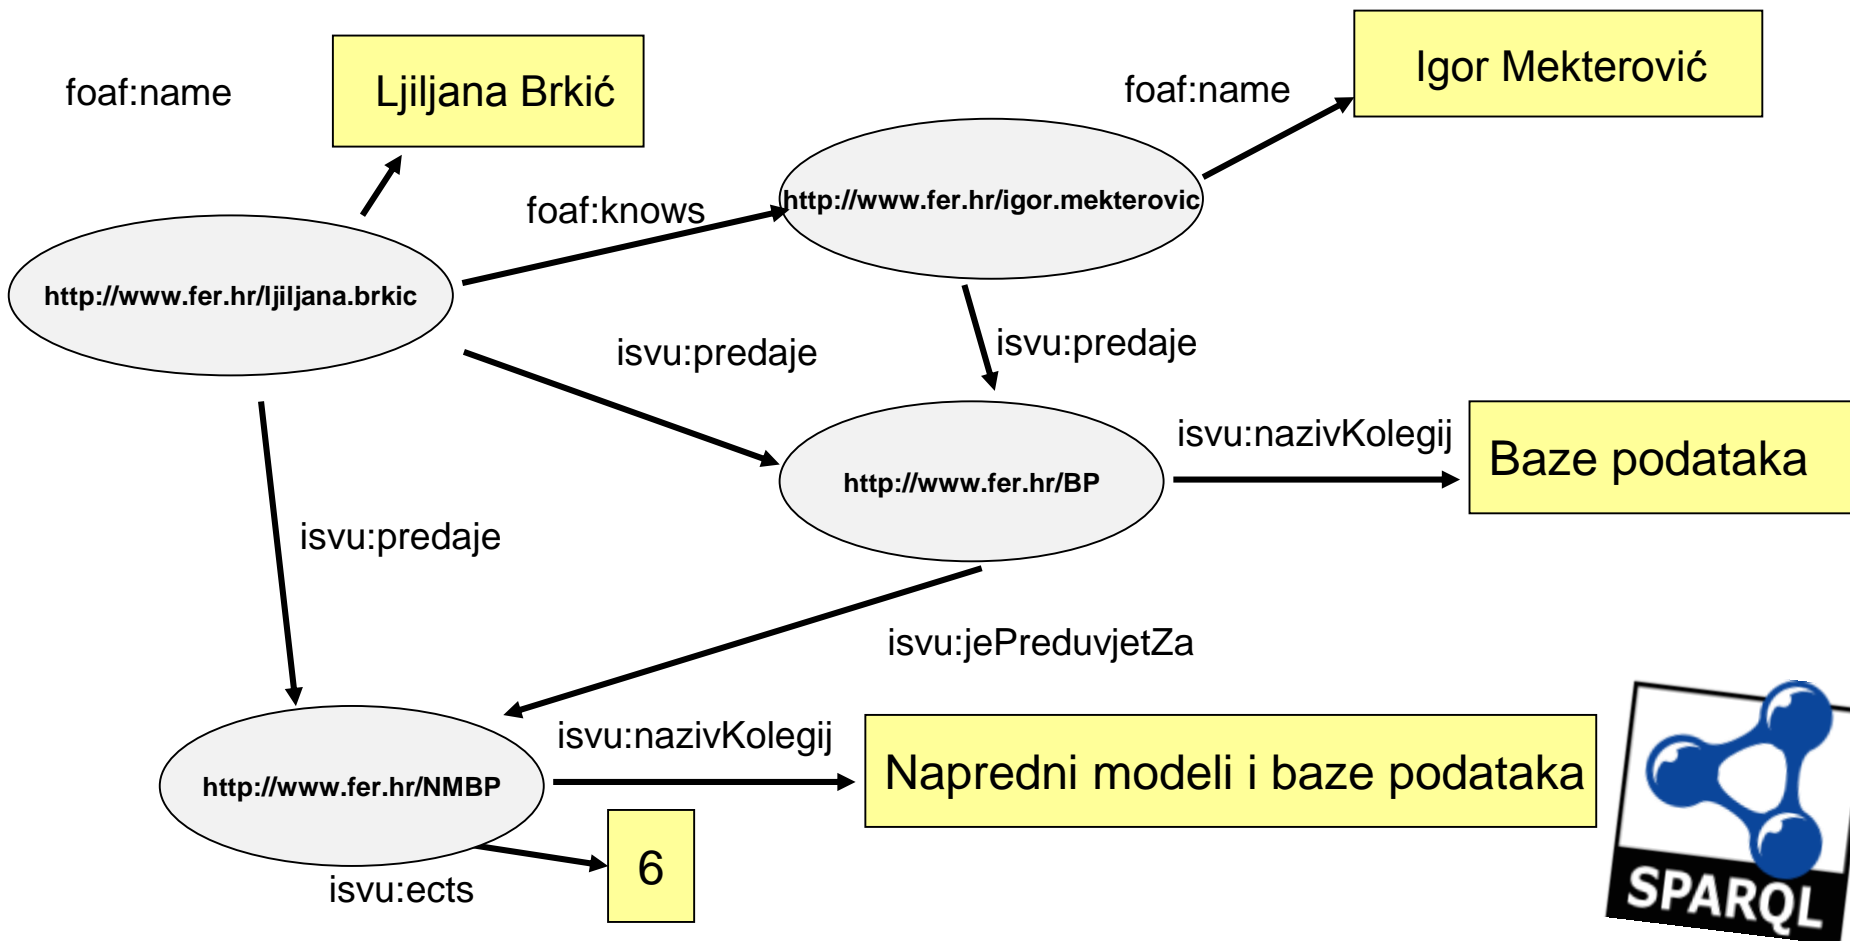 foaf:name
Ljiljana Brkić
foaf:name
Igor Mekterović
foaf:knows
http://www.fer.hr/igor.mekterovic
http://www.fer.hr/ljiljana.brkic
isvu:predaje
isvu:predaje
isvu:nazivKolegij
Baze podataka
http://www.fer.hr/BP
isvu:predaje
isvu:jePreduvjetZa
isvu:nazivKolegij
Napredni modeli i baze podataka
http://www.fer.hr/NMBP
6
isvu:ects
SPARQL